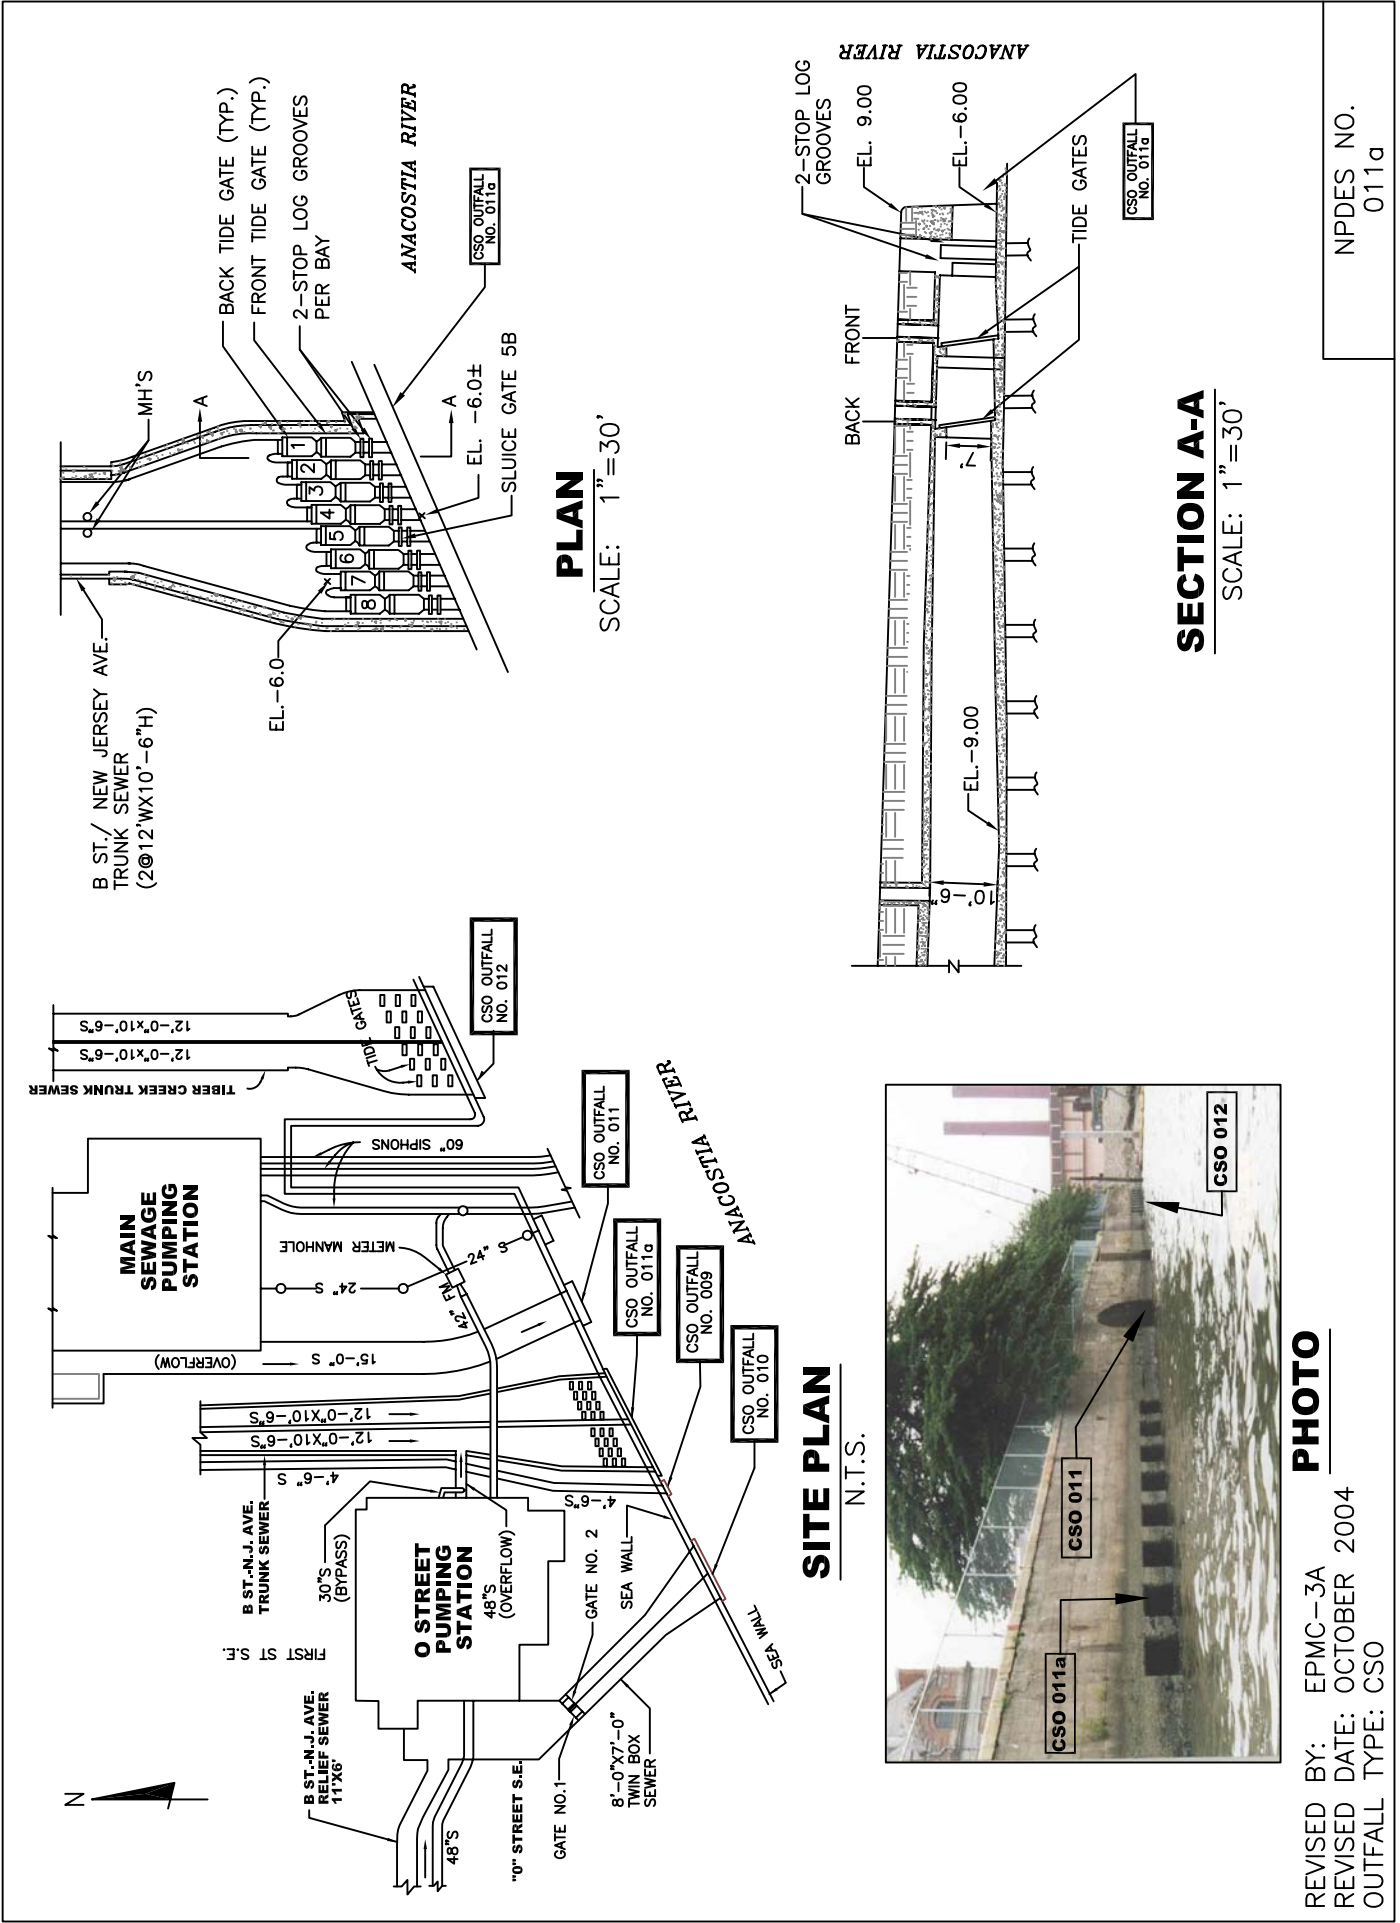 N
B ST.-N.J. AVE.
RELIEF SEWER
11'X6'
48"S
"O" STREET S.E.
GATE NO.1
8'-0"X7'-0"
TWIN BOX
SEWER
FIRST ST S.E.
O STREET
PUMPING
STATION
30"S
(BYPASS)
48"S
(OVERFLOW)
GATE NO. 2
SEA WALL
SEA WALL
B ST.-N.J. AVE.
TRUNK SEWER
4'-6" S
4'-6"S
12'-0"X10'-6"S
12'-0"X10'-6"S
15'-0" S
(OVERFLOW)
MAIN
SEWAGE
PUMPING
STATION
24" S
METER MANHOLE
42" FM
24"
S
60" SIPHONS
TIBER CREEK TRUNK SEWER
12'-0"x10'-6"S
12'-0"x10'-6"S
TIDE GATES
CSO OUTFALL
NO. 012
CSO OUTFALL
NO. 011
CSO OUTFALL
NO. 011a
CSO OUTFALL
NO. 009
CSO OUTFALL
NO. 010
ANACOSTIA RIVER
SITE PLAN
N.T.S.
B ST./ NEW JERSEY AVE.
TRUNK SEWER
(2@12'WX10'-6"H)
MH'S
A
A
BACK TIDE GATE (TYP.)
FRONT TIDE GATE (TYP.)
2-STOP LOG GROOVES
PER BAY
ANACOSTIA RIVER
CSO OUTFALL
NO. 011a
EL.-6.0
1
2
3
4
5
6
7
8
EL. -6.0±
SLUICE GATE 5B
PLAN
SCALE: 1"=30'
2-STOP LOG
GROOVES
ANACOSTIA RIVER
EL. 9.00
EL.-6.00
BACK
FRONT
7'
TIDE GATES
CSO OUTFALL
NO. 011a
EL.-9.00
10'-6"
N
SECTION A-A
SCALE: 1"=30'
CSO 011a
CSO 011
CSO 012
PHOTO
REVISED BY: EPMC-3A
REVISED DATE: OCTOBER 2004
OUTFALL TYPE: CSO
NPDES NO.
011a